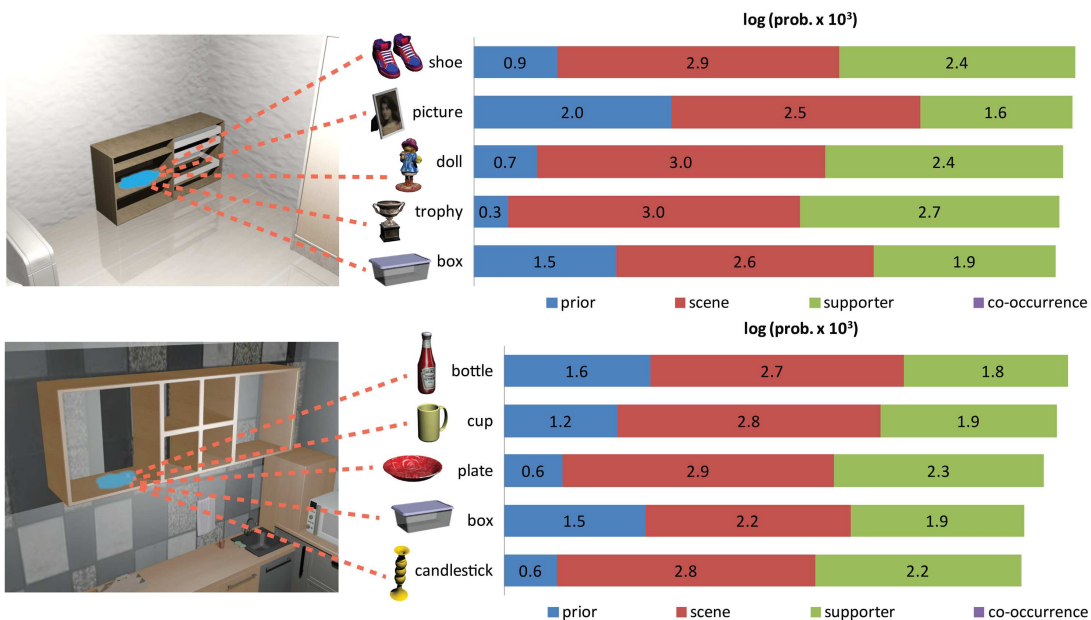 log (prob. x 10³)
shoe 0.9 2.9 2.4
picture 2.0 2.5 1.6
doll 0.7 3.0 2.4
trophy 0.3 3.0 2.7
box 1.5 2.6 1.9
prior scene supporter co-occurrence
log (prob. x 10³)
bottle 1.6 2.7 1.8
cup 1.2 2.8 1.9
plate 0.6 2.9 2.3
box 1.5 2.2 1.9
candlestick 0.6 2.8 2.2
prior scene supporter co-occurrence